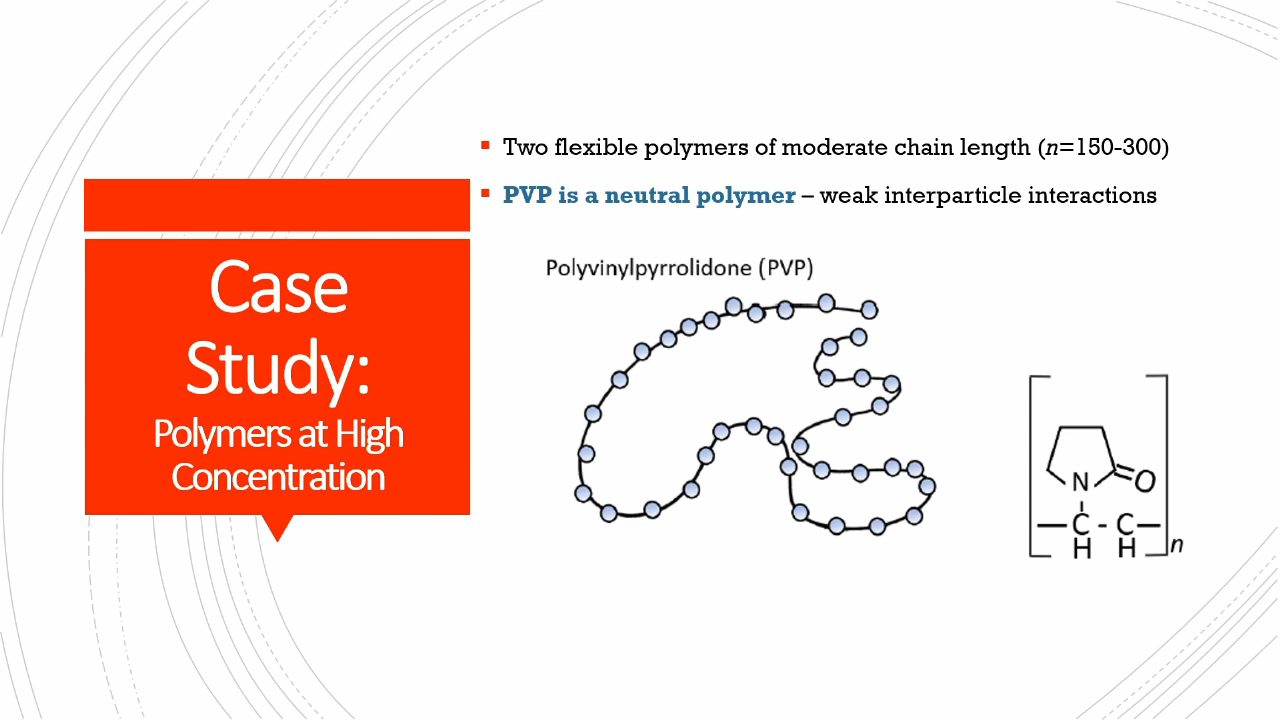 Two flexible polymers of moderate chain length (n=150-300)
PVP is a neutral polymer – weak interparticle interactions
Case
Study:
Polymers at High
Concentration
Polyvinylpyrrolidone (PVP)
N
O
C - C
H H
n